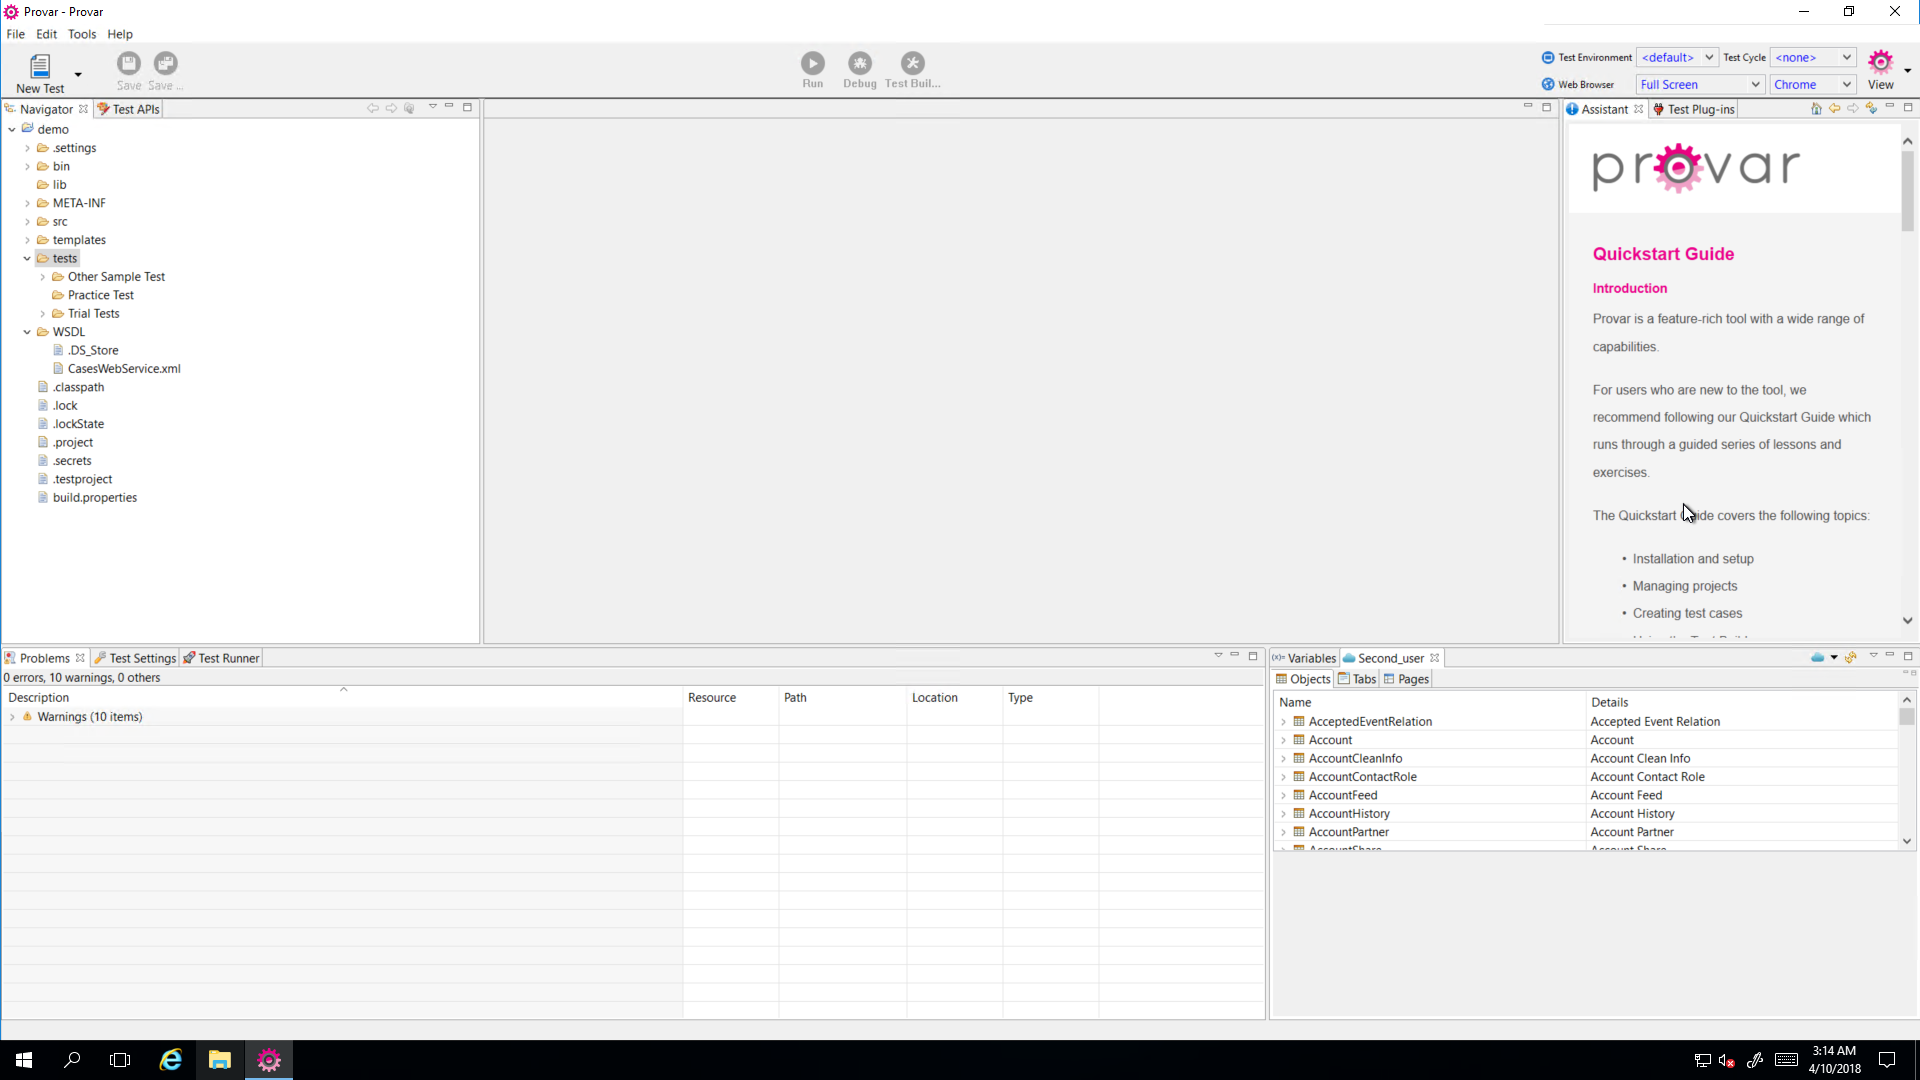 Provar - Provar
File Edit Tools Help
New Test Save Save ... Run Debug Test Buil...
Test Environment <default> Test Cycle <none>
Web Browser Full Screen Chrome View
Navigator Test APIs
demo
.settings
bin
lib
META-INF
src
templates
tests
Other Sample Test
Practice Test
Trial Tests
WSDL
.DS_Store
CasesWebService.xml
.classpath
.lock
.lockState
.project
.secrets
.testproject
build.properties
Assistant Test Plug-ins
provar
Quickstart Guide
Introduction
Provar is a feature-rich tool with a wide range of
capabilities.
For users who are new to the tool, we
recommend following our Quickstart Guide which
runs through a guided series of lessons and
exercises.
The Quickstart Guide covers the following topics:
• Installation and setup
• Managing projects
• Creating test cases
Problems Test Settings Test Runner
0 errors, 10 warnings, 0 others
Description Resource Path Location Type
Warnings (10 items)
(x)= Variables Second_user
Objects Tabs Pages
Name Details
AcceptedEventRelation Accepted Event Relation
Account Account
AccountCleanInfo Account Clean Info
AccountContactRole Account Contact Role
AccountFeed Account Feed
AccountHistory Account History
AccountPartner Account Partner
AccountShare Account Share
3:14 AM
4/10/2018